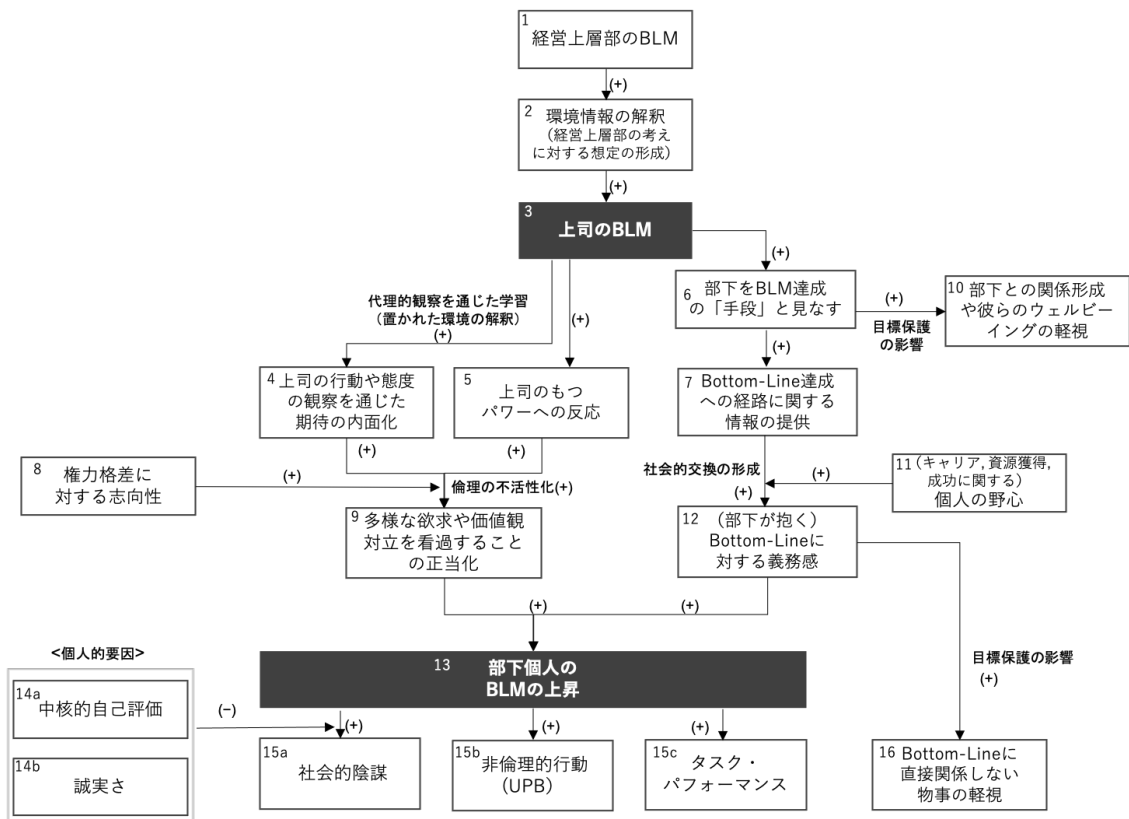 1
経営上層部のBLM
(+)
2
環境情報の解釈
(経営上層部の考え
に対する想定の形成)
(+)
3
上司のBLM
(+)
代理的観察を通じた学習
(置かれた環境の解釈)
(+)
(+)
6
部下をBLM達成
の「手段」と見なす
(+)
目標保護
の影響
10
部下との関係形成
や彼らのウェルビー
イングの軽視
(+)
4
上司の行動や態度
の観察を通じた
期待の内面化
5
上司のもつ
パワーへの反応
7
Bottom-Line達成
への経路に関する
情報の提供
(+)
(+)
8
権力格差に
対する志向性
(+)
倫理の不活性化(+)
社会的交換の形成
(+)
(+)
11
(キャリア,資源獲得,
成功に関する)
個人の野心
9
多様な欲求や価値観
対立を看過すること
の正当化
12
(部下が抱く)
Bottom-Lineに
対する義務感
(+)
(+)
<個人的要因>
13
部下個人の
BLMの上昇
目標保護の影響
(+)
14a
中核的自己評価
(−)
(+)
(+)
(+)
14b
誠実さ
15a
社会的陰謀
15b
非倫理的行動
(UPB)
15c
タスク・
パフォーマンス
16
Bottom-Lineに
直接関係しない
物事の軽視